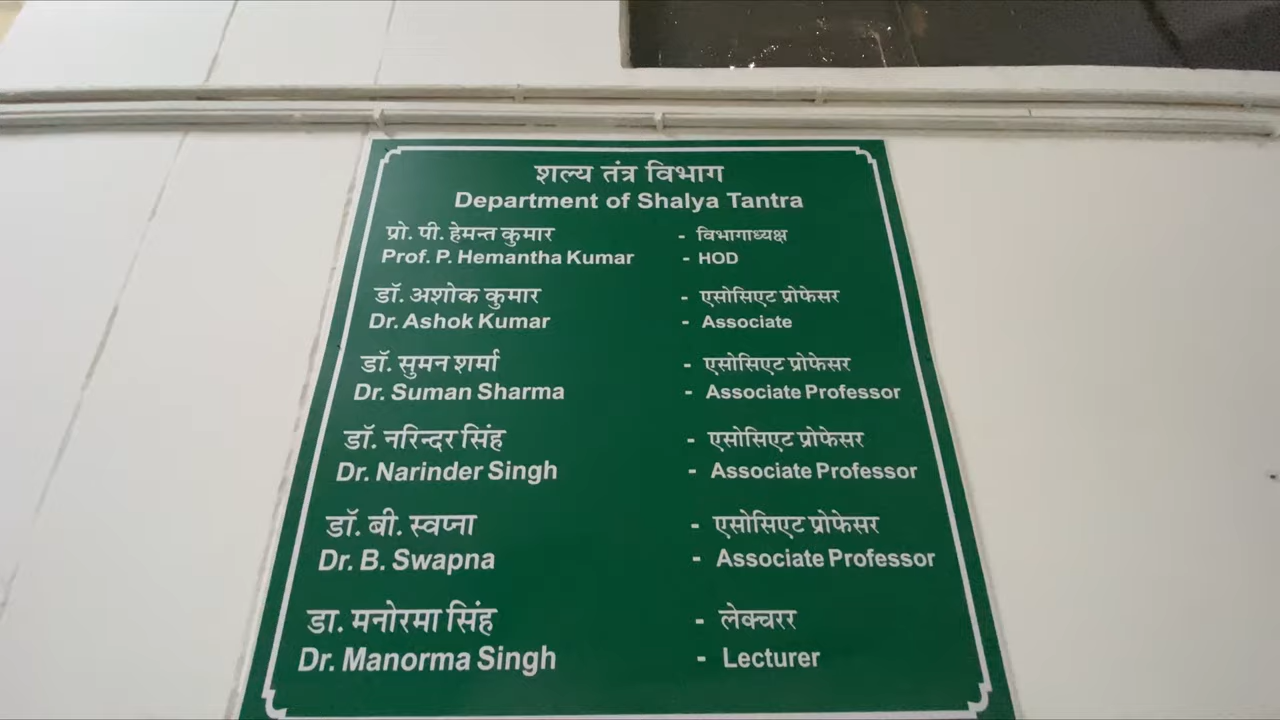 शल्य तंत्र विभाग
Department of Shalya Tantra
प्रो. पी. हेमन्त कुमार - विभागाध्यक्ष
Prof. P. Hemantha Kumar - HOD
डॉ. अशोक कुमार - एसोसिएट प्रोफेसर
Dr. Ashok Kumar - Associate
डॉ. सुमन शर्मा - एसोसिएट प्रोफेसर
Dr. Suman Sharma - Associate Professor
डॉ. नरिन्दर सिंह - एसोसिएट प्रोफेसर
Dr. Narinder Singh - Associate Professor
डॉ. बी. स्वप्ना - एसोसिएट प्रोफेसर
Dr. B. Swapna - Associate Professor
डा. मनोरमा सिंह - लेक्चरर
Dr. Manorma Singh - Lecturer